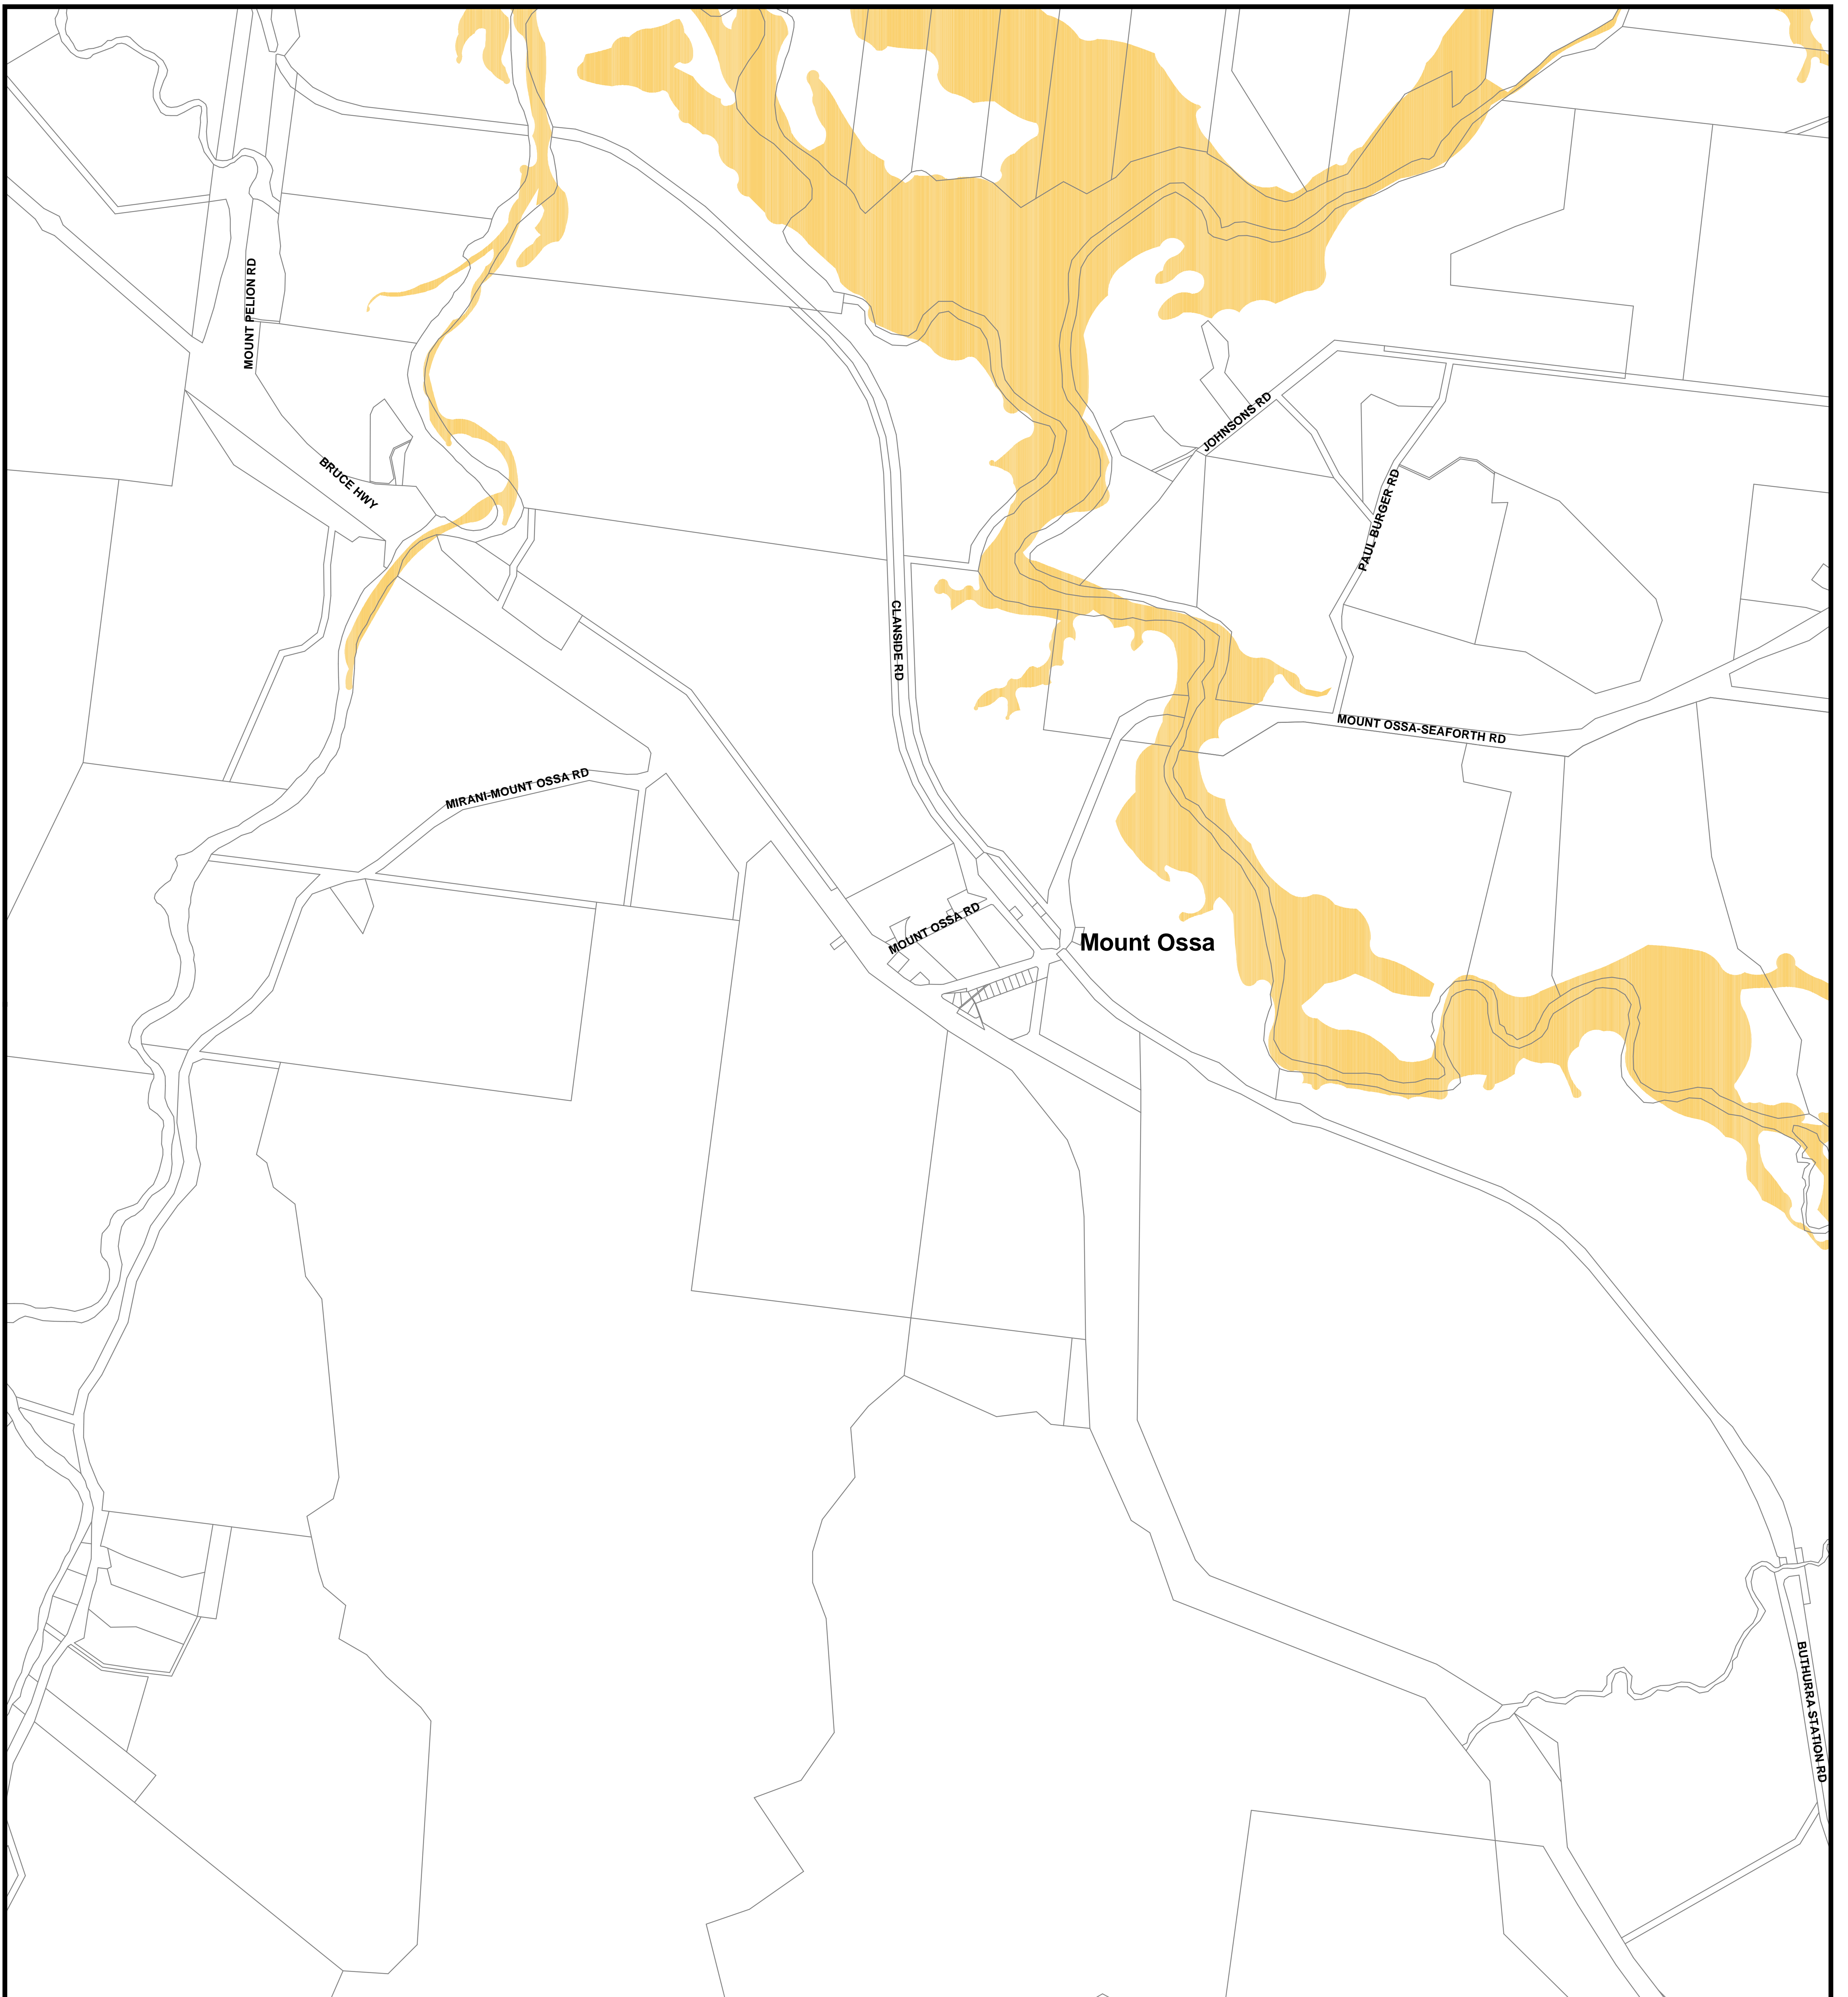 MOUNT PELION RD
JOHNSONS RD
BRUCE HWY
PAUL BURGER RD
CLANSIDE RD
MOUNT OSSA-SEAFORTH RD
MIRANI-MOUNT OSSA RD
MOUNT OSSA RD
Mount Ossa
BUTHURRA STATION RD